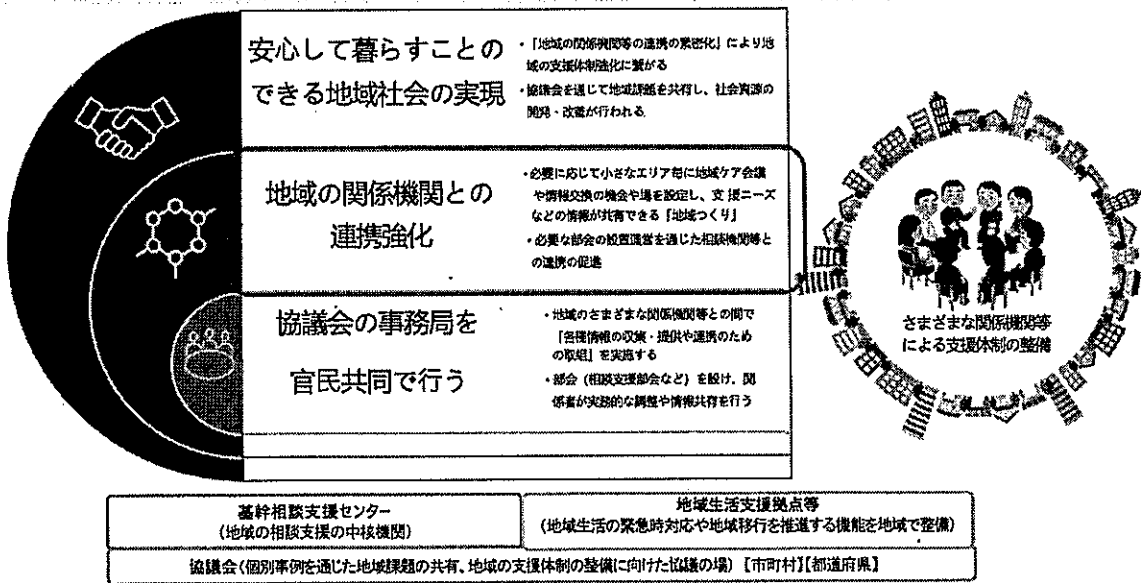 安心して暮らすことの
できる地域社会の実現
・「地域の関係機関等の連携の緊密化」により地
域の支援体制強化に繋がる
・協議会を通じて地域課題を共有し、社会資源の
開発・改善が行われる
地域の関係機関との
連携強化
・必要に応じて小さなエリア毎に地域ケア会議
や情報交換の機会や場を設定し、支援ニーズ
などの情報が共有できる「地域つくり」
・必要な部会の設置運営を通じた相談機関等と
の連携の促進
協議会の事務局を
官民共同で行う
・地域のさまざまな関係機関等との間で
「各種情報の収集・提供や連携のため
の取組」を実施する
・部会(相談支援部会など)を設け、関
係者が実務的な調整や情報共有を行う
さまざまな関係機関等
による支援体制の整備
基幹相談支援センター
(地域の相談支援の中核機関)
地域生活支援拠点等
(地域生活の緊急時対応や地域移行を推進する機能を地域で整備)
協議会(個別事例を通じた地域課題の共有、地域の支援体制の整備に向けた協議の場)【市町村】【都道府県】